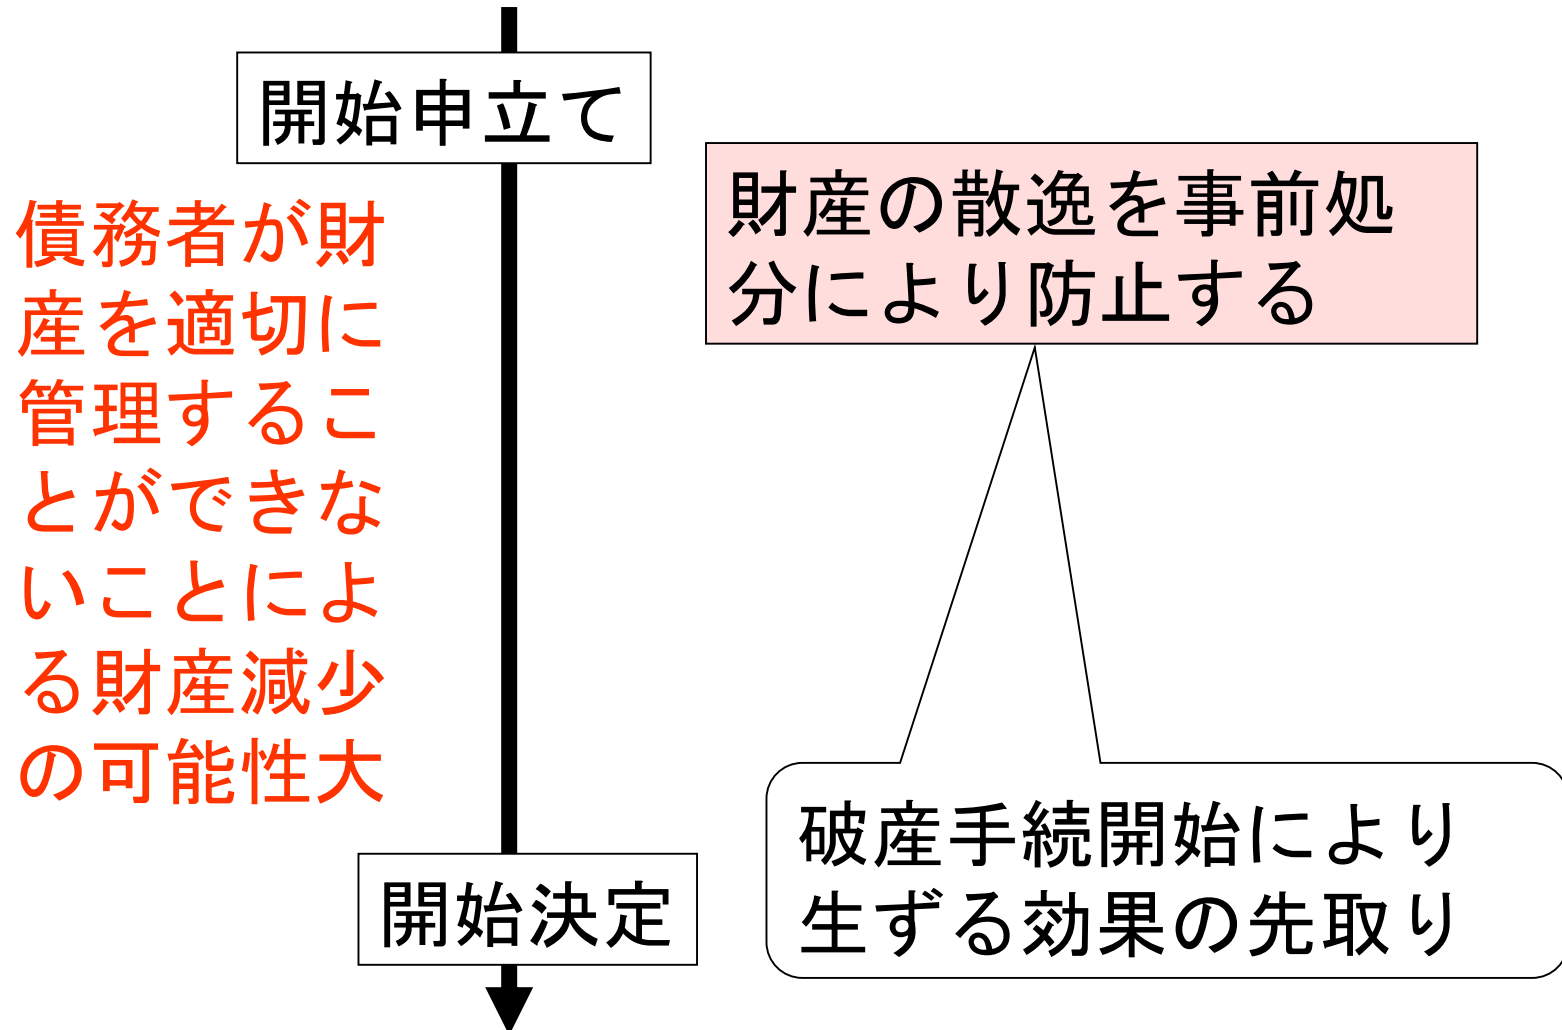 開始申立て
債務者が財
産を適切に
管理するこ
とができな
いことによ
る財産減少
の可能性大
財産の散逸を事前処
分により防止する
破産手続開始により
生ずる効果の先取り
開始決定